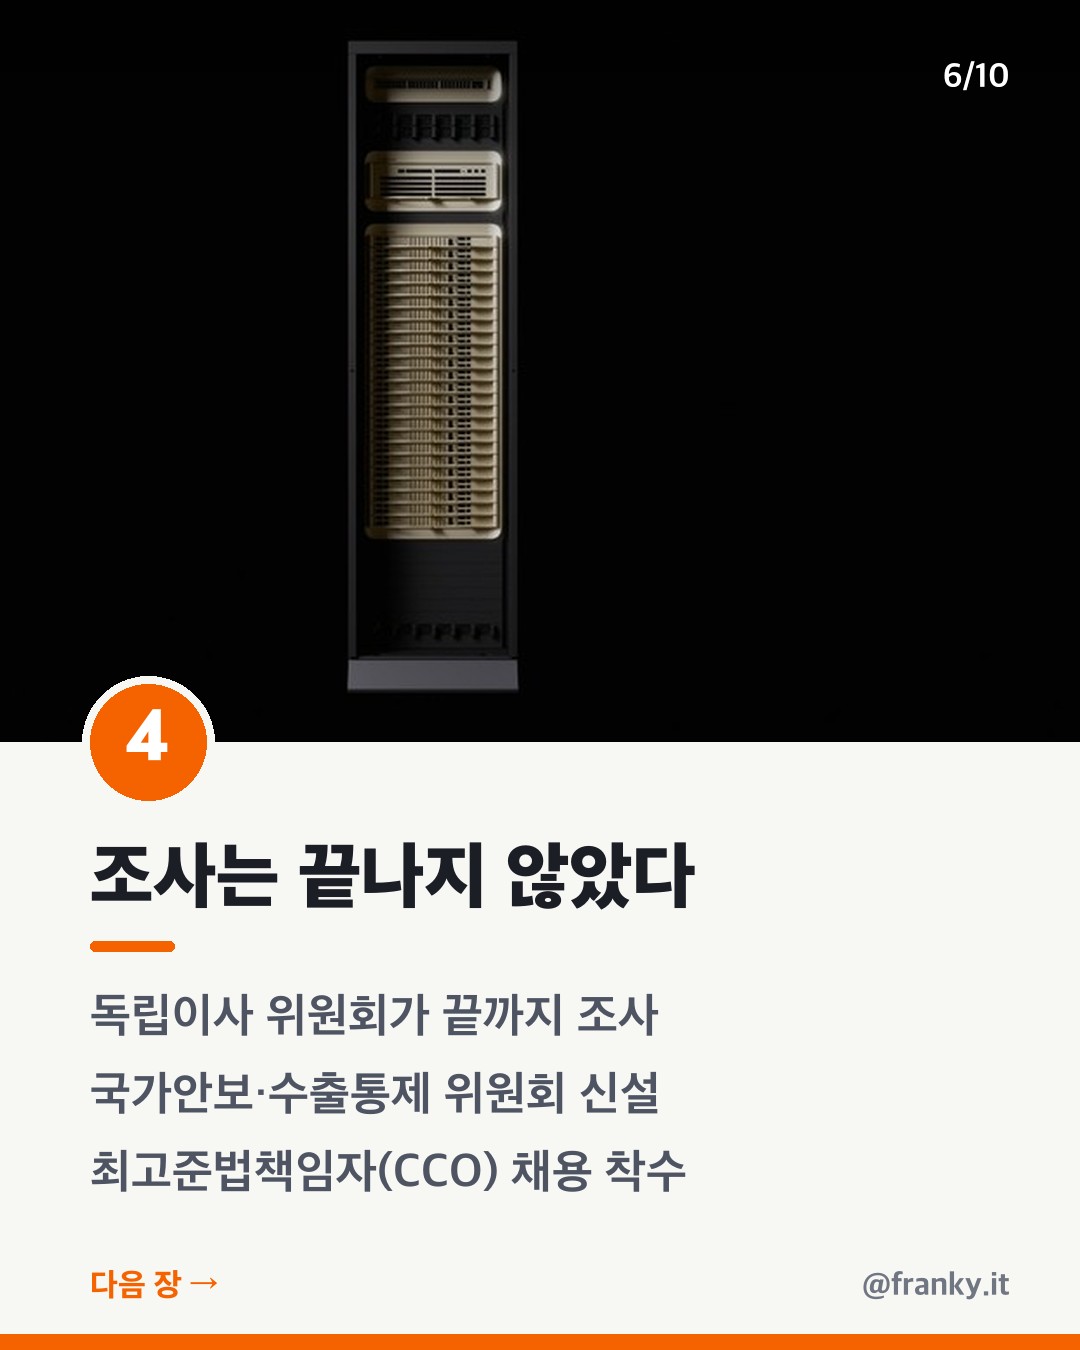 6/10
4
조사는 끝나지 않았다
독립이사 위원회가 끝까지 조사
국가안보·수출통제 위원회 신설
최고준법책임자(CCO) 채용 착수
다음 장 →
@franky.it